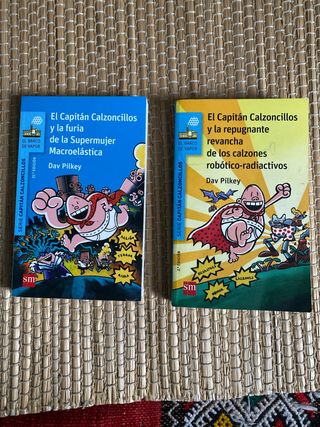 EL BARCO
DE VAPOR
El Capitán Calzoncillos
y la furia
de la Supermujer
Macroelástica
Dav Pilkey
SERIE CAPITÁN CALZONCILLOS
sm
EL BARCO
DE VAPOR
El Capitán Calzoncillos
y la repugnante
revancha
de los calzones
robótico-radiactivos
Dav Pilkey
SERIE CAPITÁN CALZONCILLOS
2.ª EDICIÓN
sm